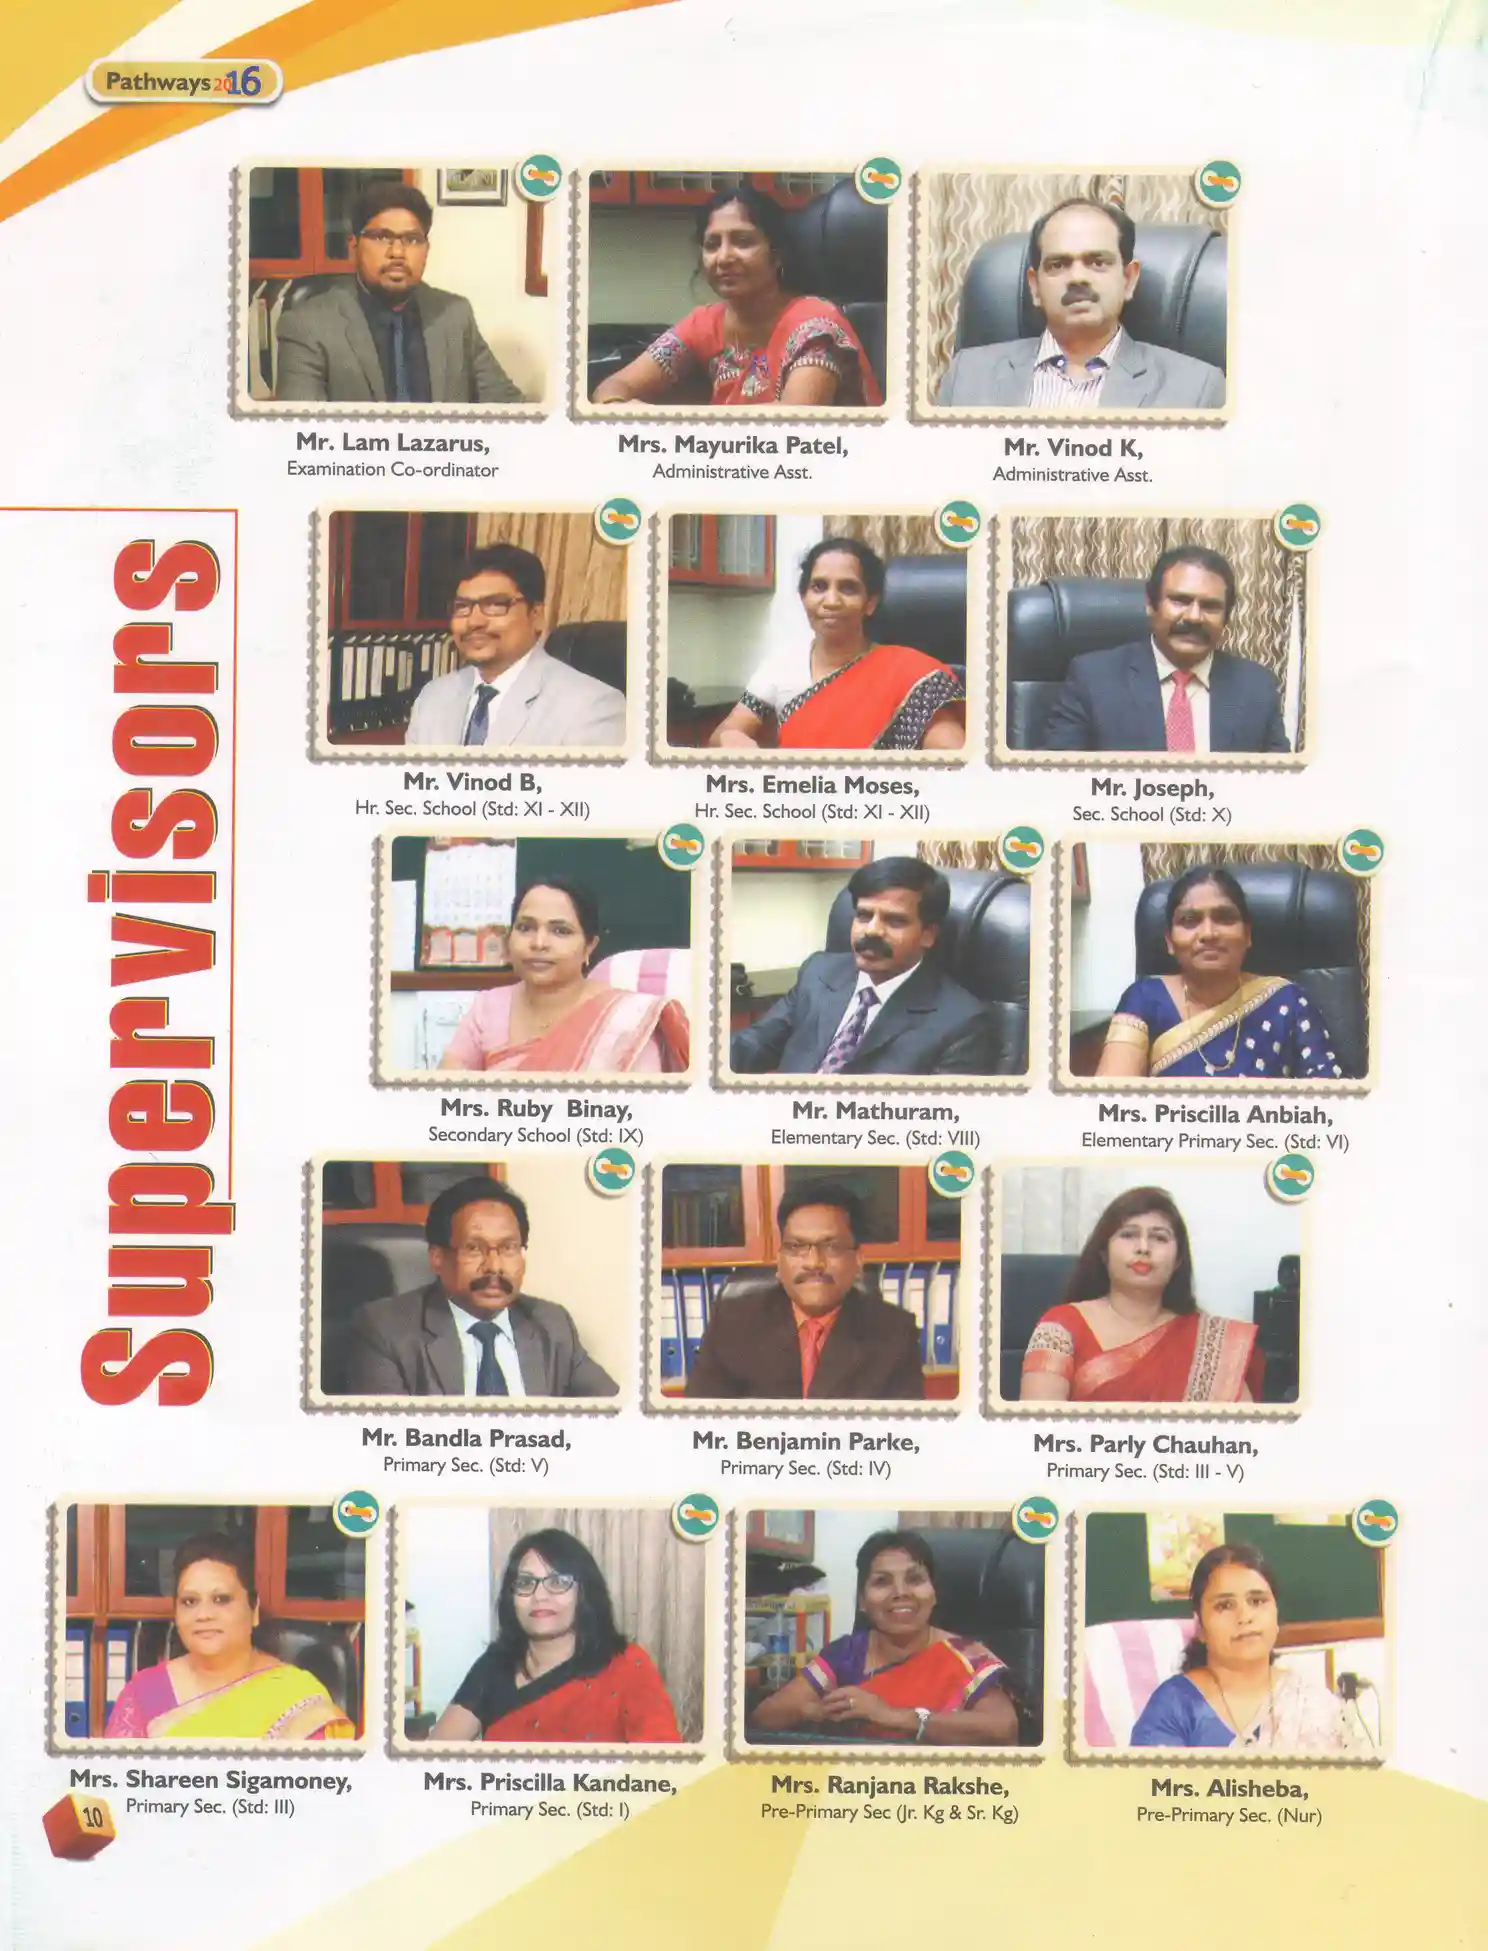 Pathways 2016
Mr. Lam Lazarus,
Examination Co-ordinator
Mrs. Mayurika Patel,
Administrative Asst.
Mr. Vinod K,
Administrative Asst.
Supervisors
Mr. Vinod B,
Hr. Sec. School (Std: XI - XII)
Mrs. Emelia Moses,
Hr. Sec. School (Std: XI - XII)
Mr. Joseph,
Sec. School (Std: X)
Mrs. Ruby Binay,
Secondary School (Std: IX)
Mr. Mathuram,
Elementary Sec. (Std: VIII)
Mrs. Priscilla Anbiah,
Elementary Primary Sec. (Std: VI)
Mr. Bandla Prasad,
Primary Sec. (Std: V)
Mr. Benjamin Parke,
Primary Sec. (Std: IV)
Mrs. Parly Chauhan,
Primary Sec. (Std: III - V)
Mrs. Shareen Sigamoney,
Primary Sec. (Std: III)
Mrs. Priscilla Kandane,
Primary Sec. (Std: I)
Mrs. Ranjana Rakshe,
Pre-Primary Sec (Jr. Kg & Sr. Kg)
Mrs. Alisheba,
Pre-Primary Sec. (Nur)
10